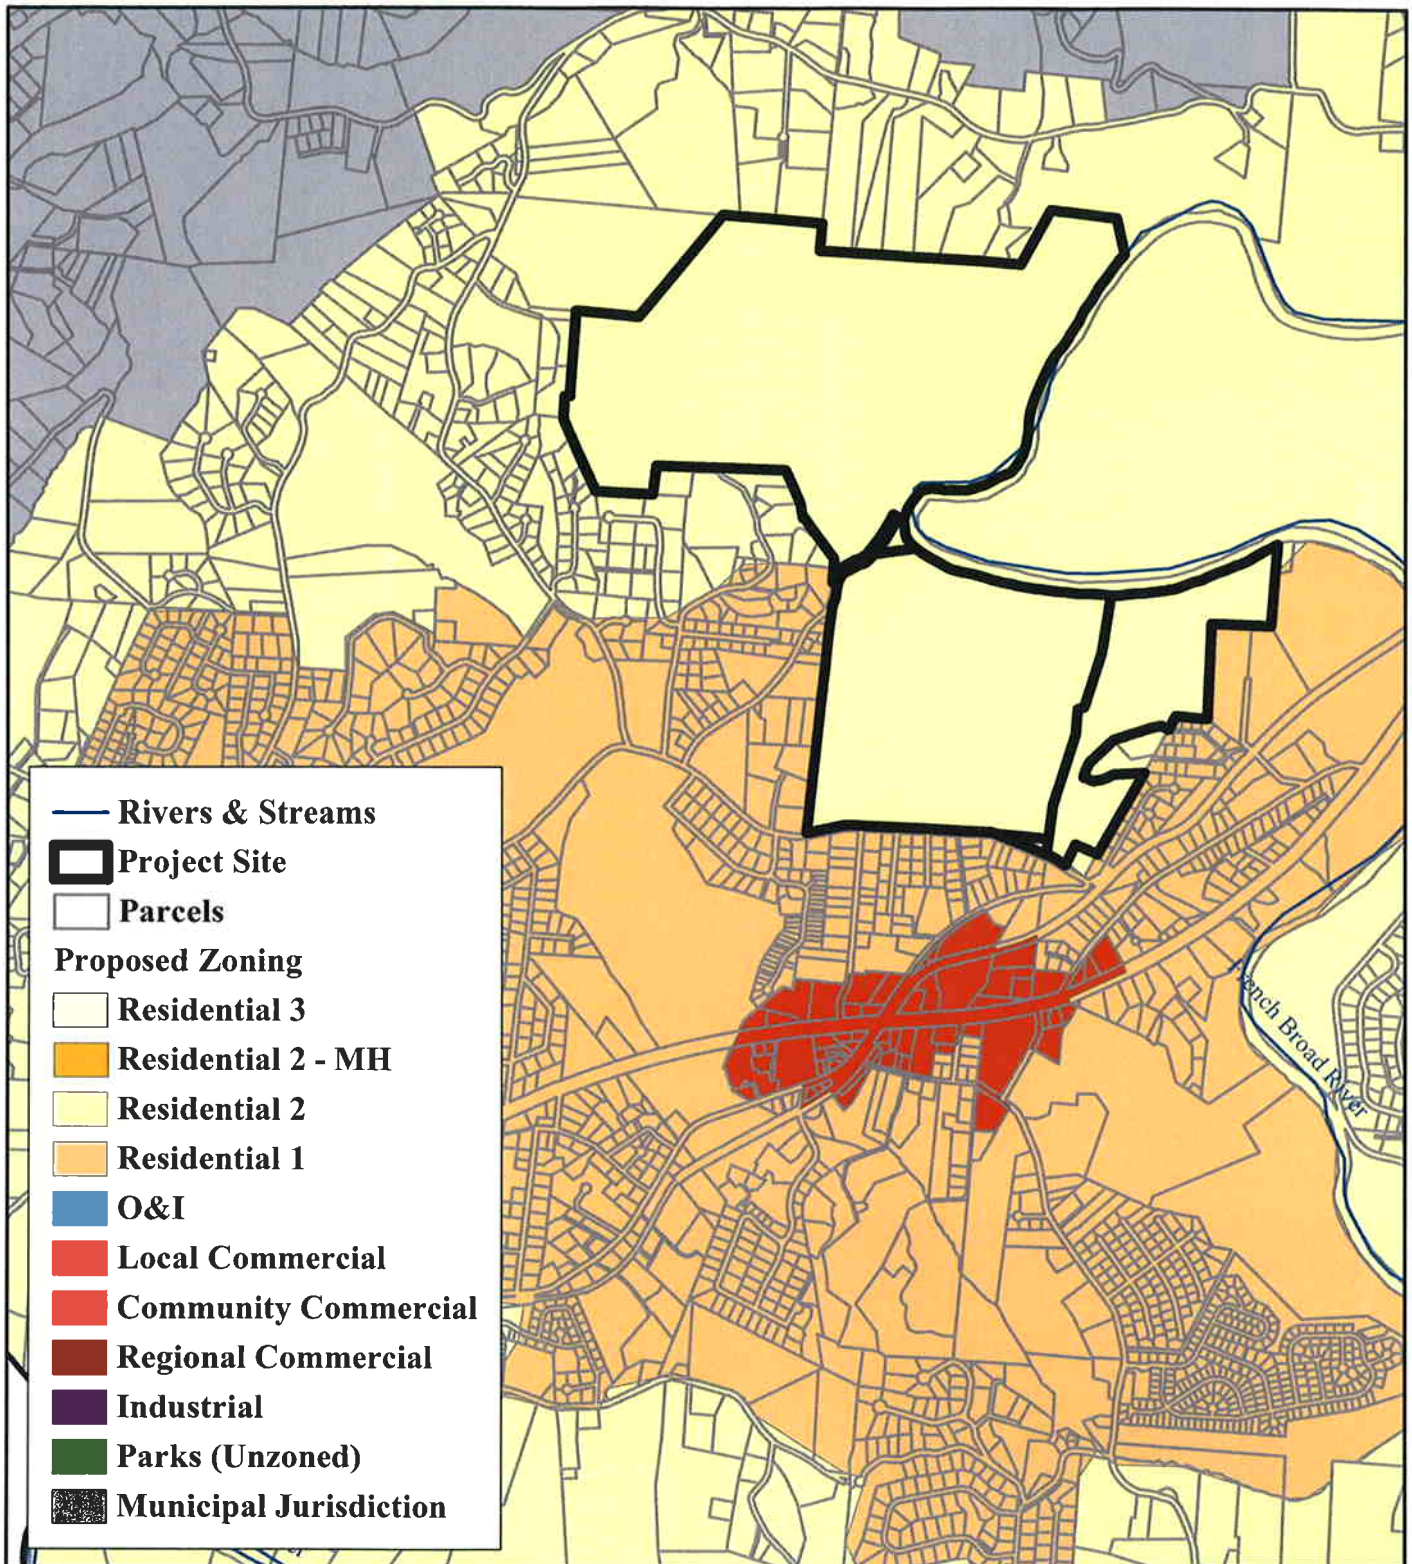 Rivers & Streams
Project Site
Parcels
Proposed Zoning
Residential 3
Residential 2 - MH
Residential 2
Residential 1
O&I
Local Commercial
Community Commercial
Regional Commercial
Industrial
Parks (Unzoned)
Municipal Jurisdiction
French Broad River